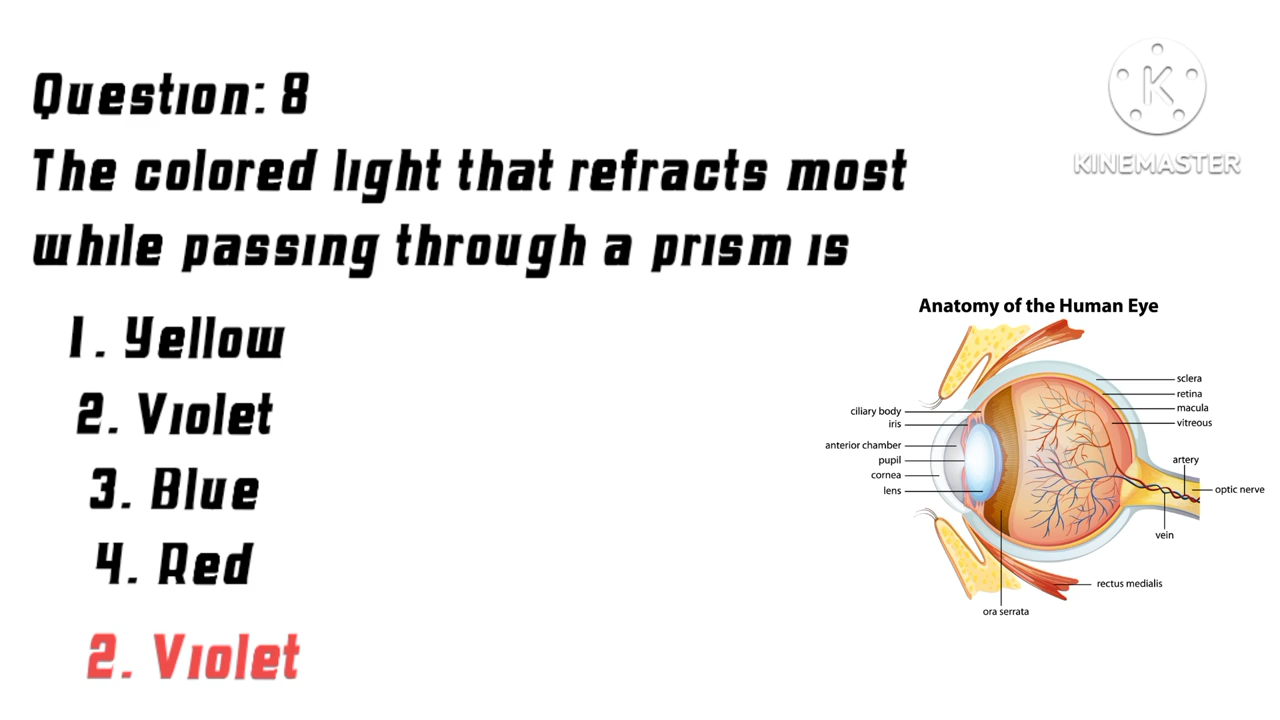 Question: 8
The colored light that refracts most
while passing through a prism is
1. Yellow
2. Violet
3. Blue
4. Red
2. Violet
K
KINEMASTER
Anatomy of the Human Eye
sclera
retina
macula
vitreous
artery
optic nerve
vein
rectus medialis
ora serrata
ciliary body
iris
anterior chamber
pupil
cornea
lens